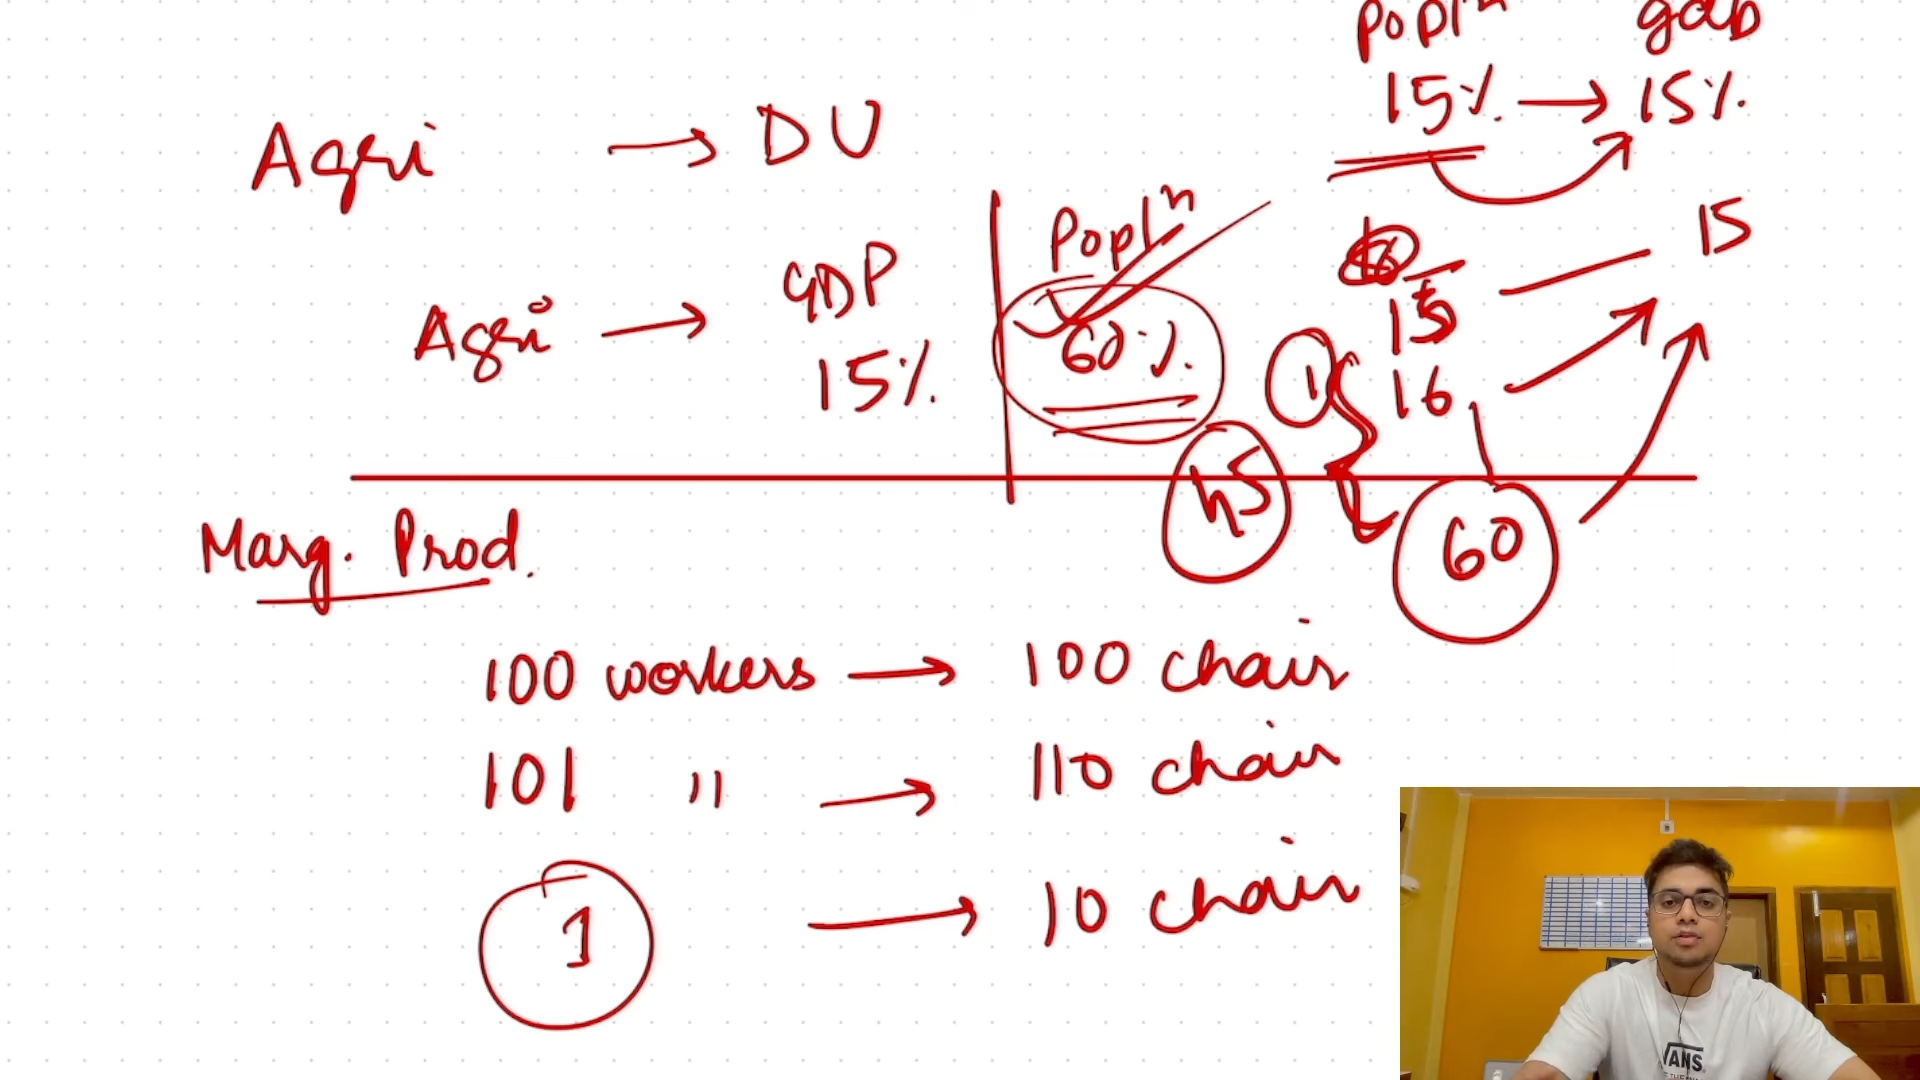 popl^n gdp
15% → 15%
Agri → DU
Popl^n
15
GDP
15
Agri → 15% 60%
1 16
45
60
Marg. Prod.
100 workers → 100 chair
101 " → 110 chair
1 → 10 chair
VANS